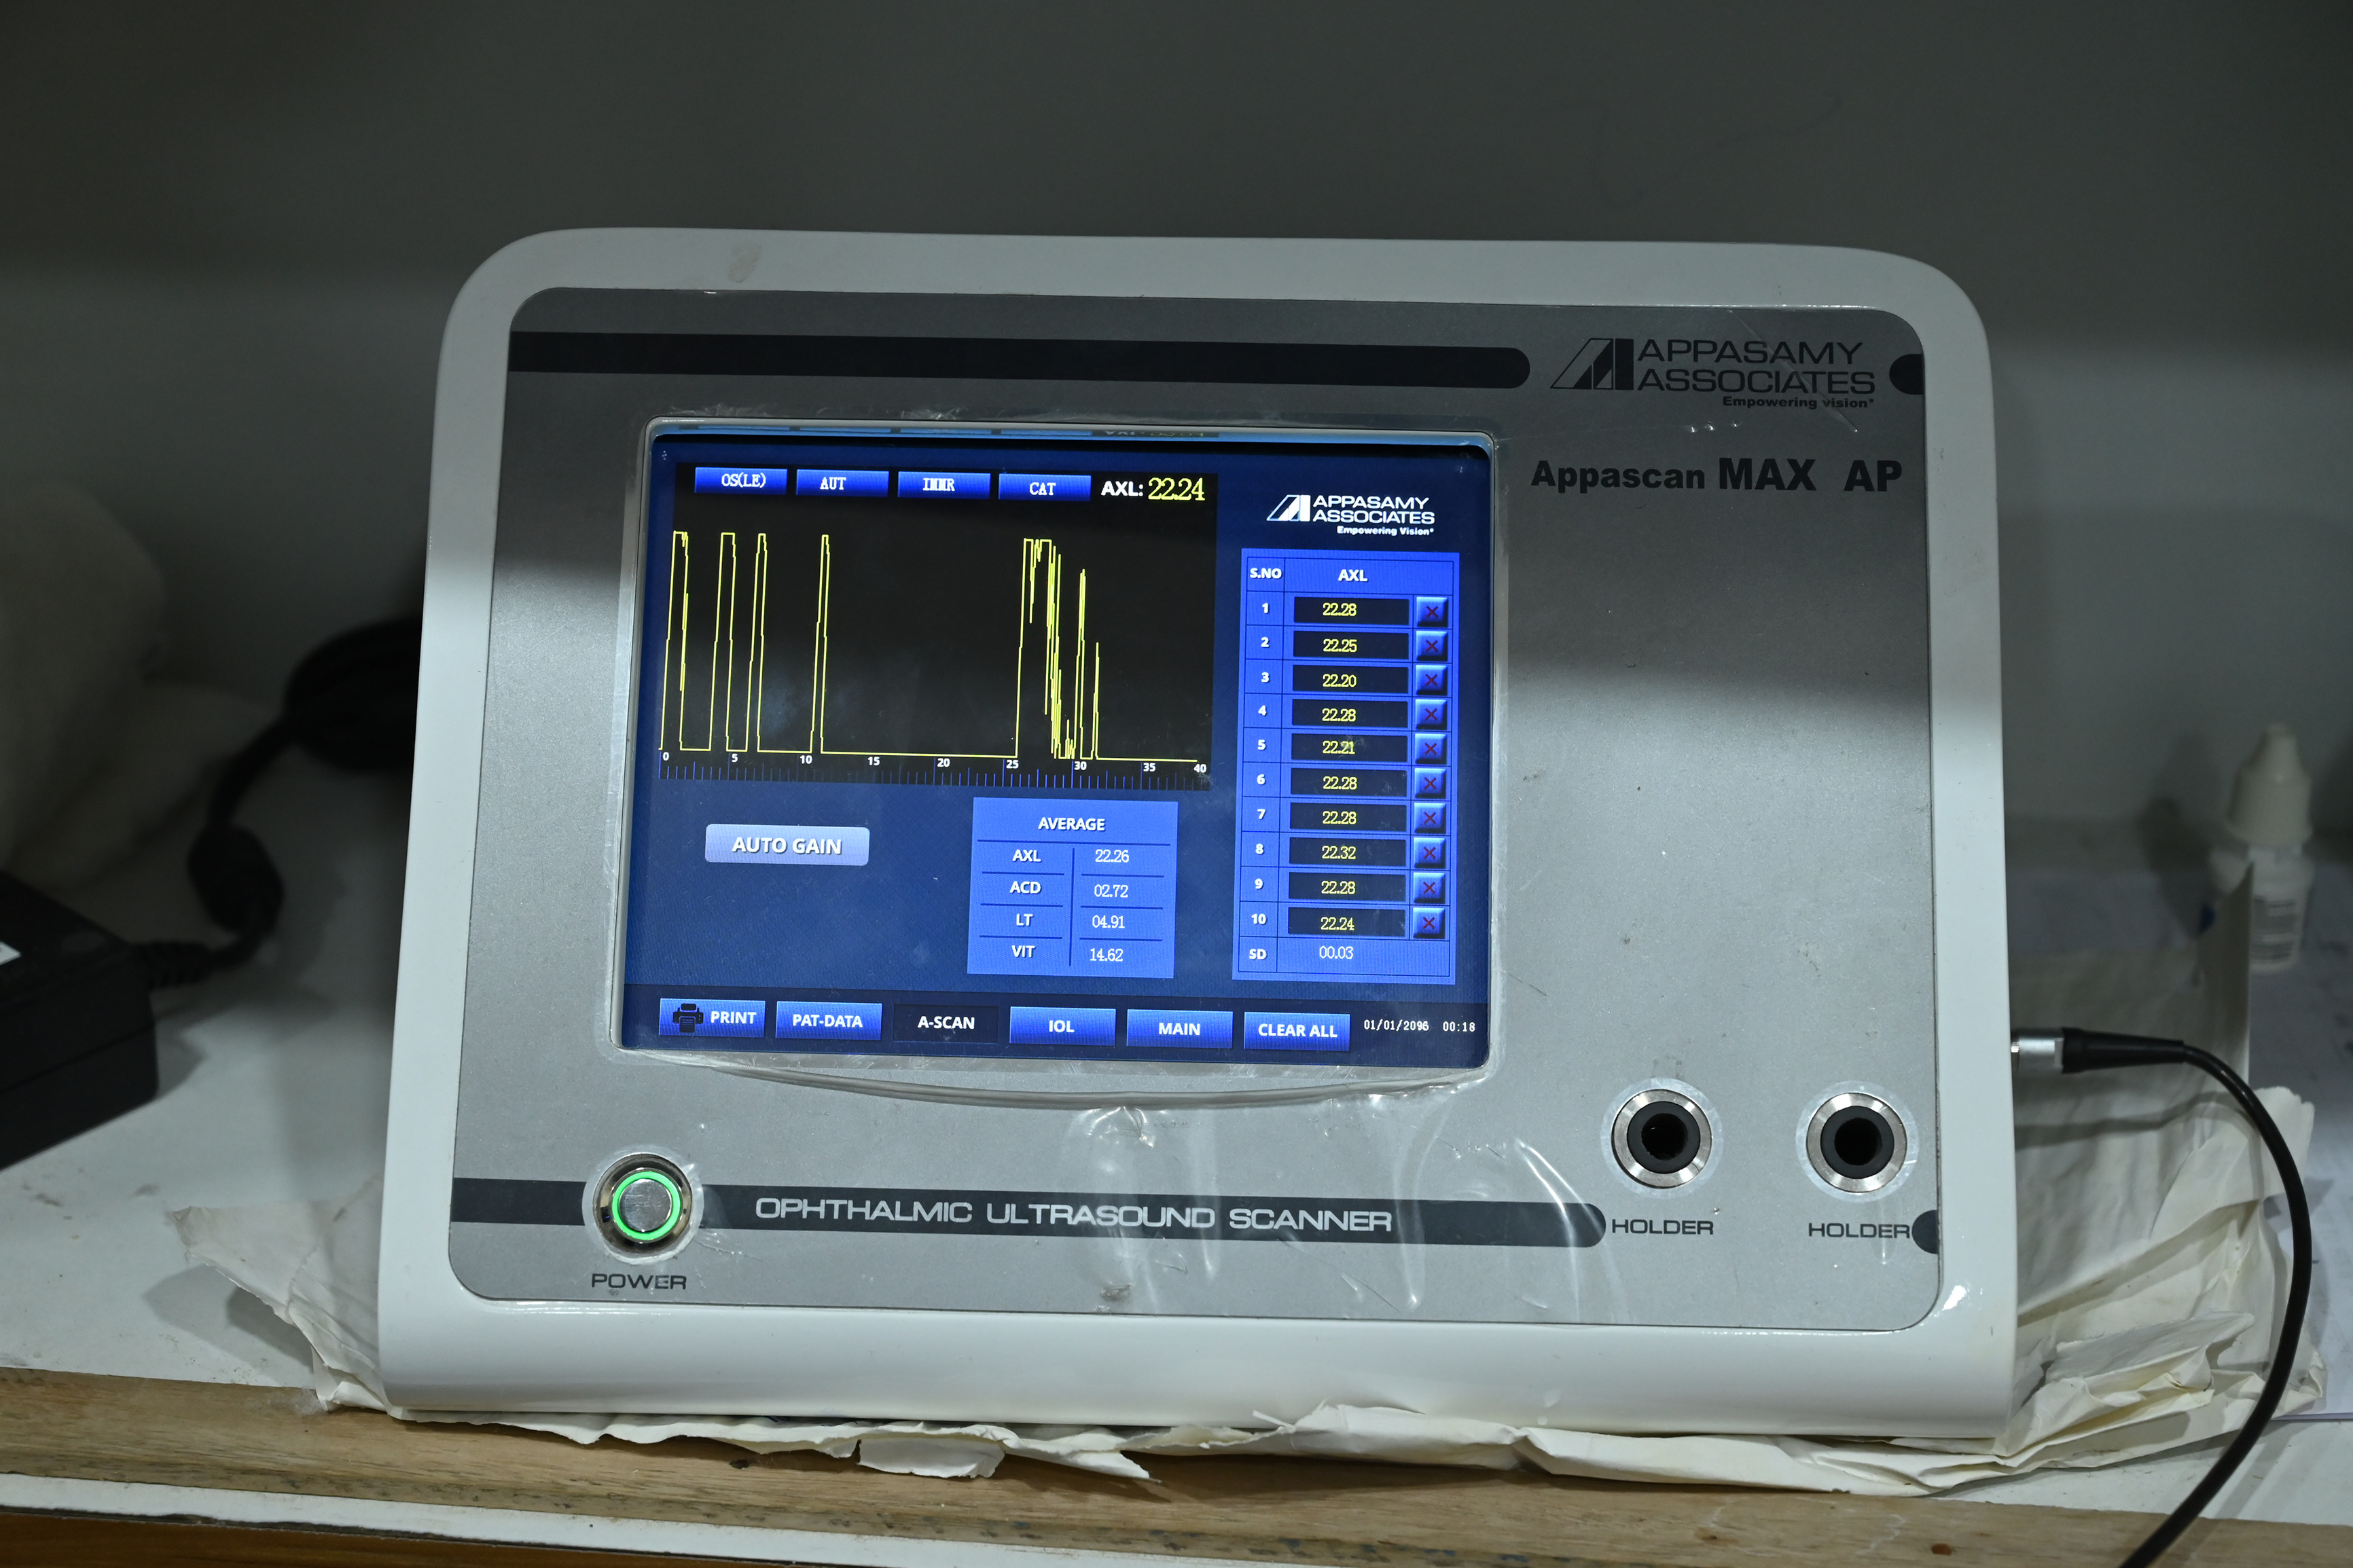 APPASAMY
ASSOCIATES
Empowering vision*
Appascan MAX AP
OS(LE) AUT IMMR CAT AXL: 22.24
APPASAMY
ASSOCIATES
Empowering Vision*
0 5 10 15 20 25 30 35 40
S.NO AXL
1 22.28
2 22.25
3 22.20
4 22.28
5 22.21
6 22.28
7 22.28
8 22.32
9 22.28
10 22.24
SD 00.03
AUTO GAIN
AVERAGE
AXL 22.26
ACD 02.72
LT 04.91
VIT 14.62
PRINT PAT-DATA A-SCAN IOL MAIN CLEAR ALL 01/01/2096 00:18
POWER
OPHTHALMIC ULTRASOUND SCANNER
HOLDER HOLDER